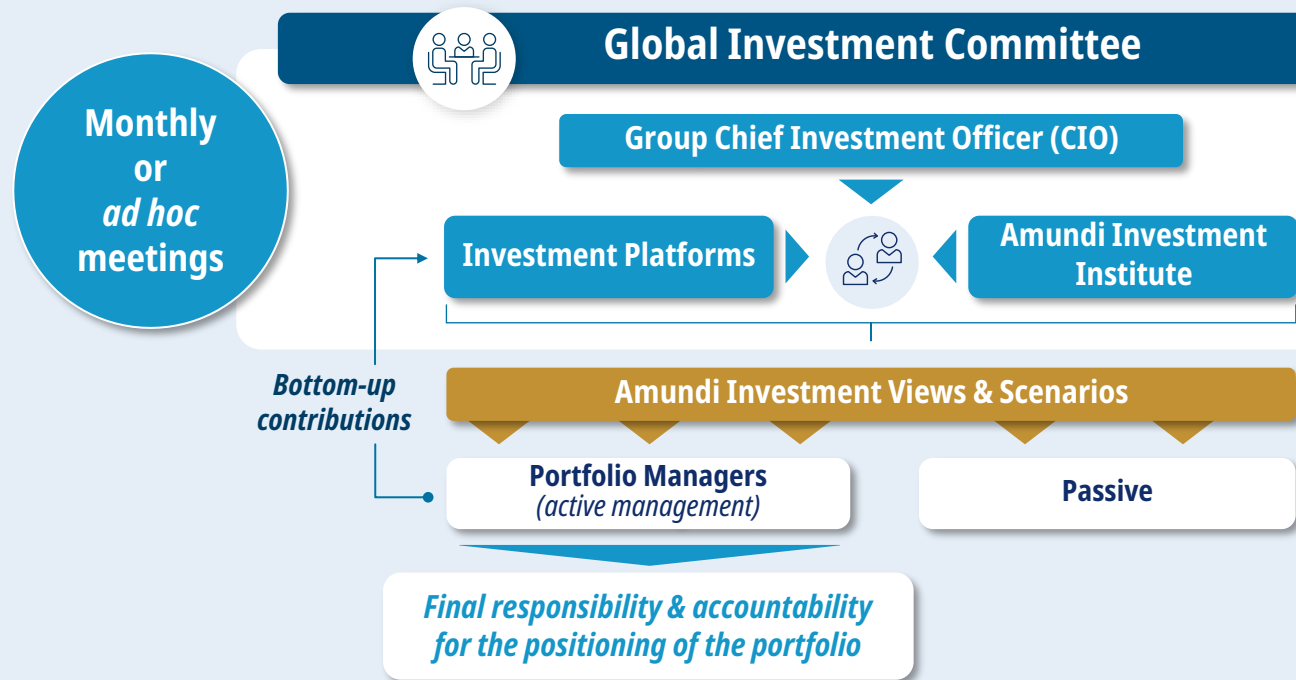 Global Investment Committee
Monthly
or
ad hoc
meetings
Group Chief Investment Officer (CIO)
Investment Platforms
Amundi Investment
Institute
Bottom-up
contributions
Amundi Investment Views & Scenarios
Portfolio Managers
(active management)
Passive
Final responsibility & accountability
for the positioning of the portfolio